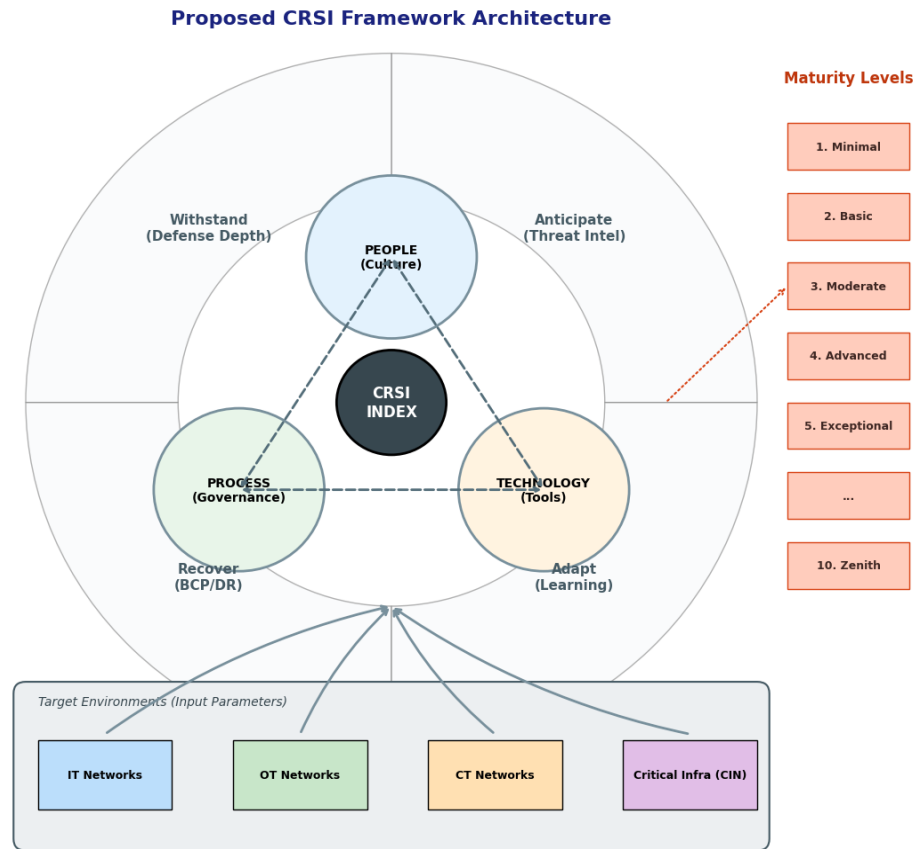 Proposed CRSI Framework Architecture
Maturity Levels
1. Minimal
2. Basic
3. Moderate
4. Advanced
5. Exceptional
...
10. Zenith
Withstand
(Defense Depth)
Anticipate
(Threat Intel)
PEOPLE
(Culture)
CRSI
INDEX
PROCESS
(Governance)
TECHNOLOGY
(Tools)
Recover
(BCP/DR)
Adapt
(Learning)
Target Environments (Input Parameters)
IT Networks
OT Networks
CT Networks
Critical Infra (CIN)